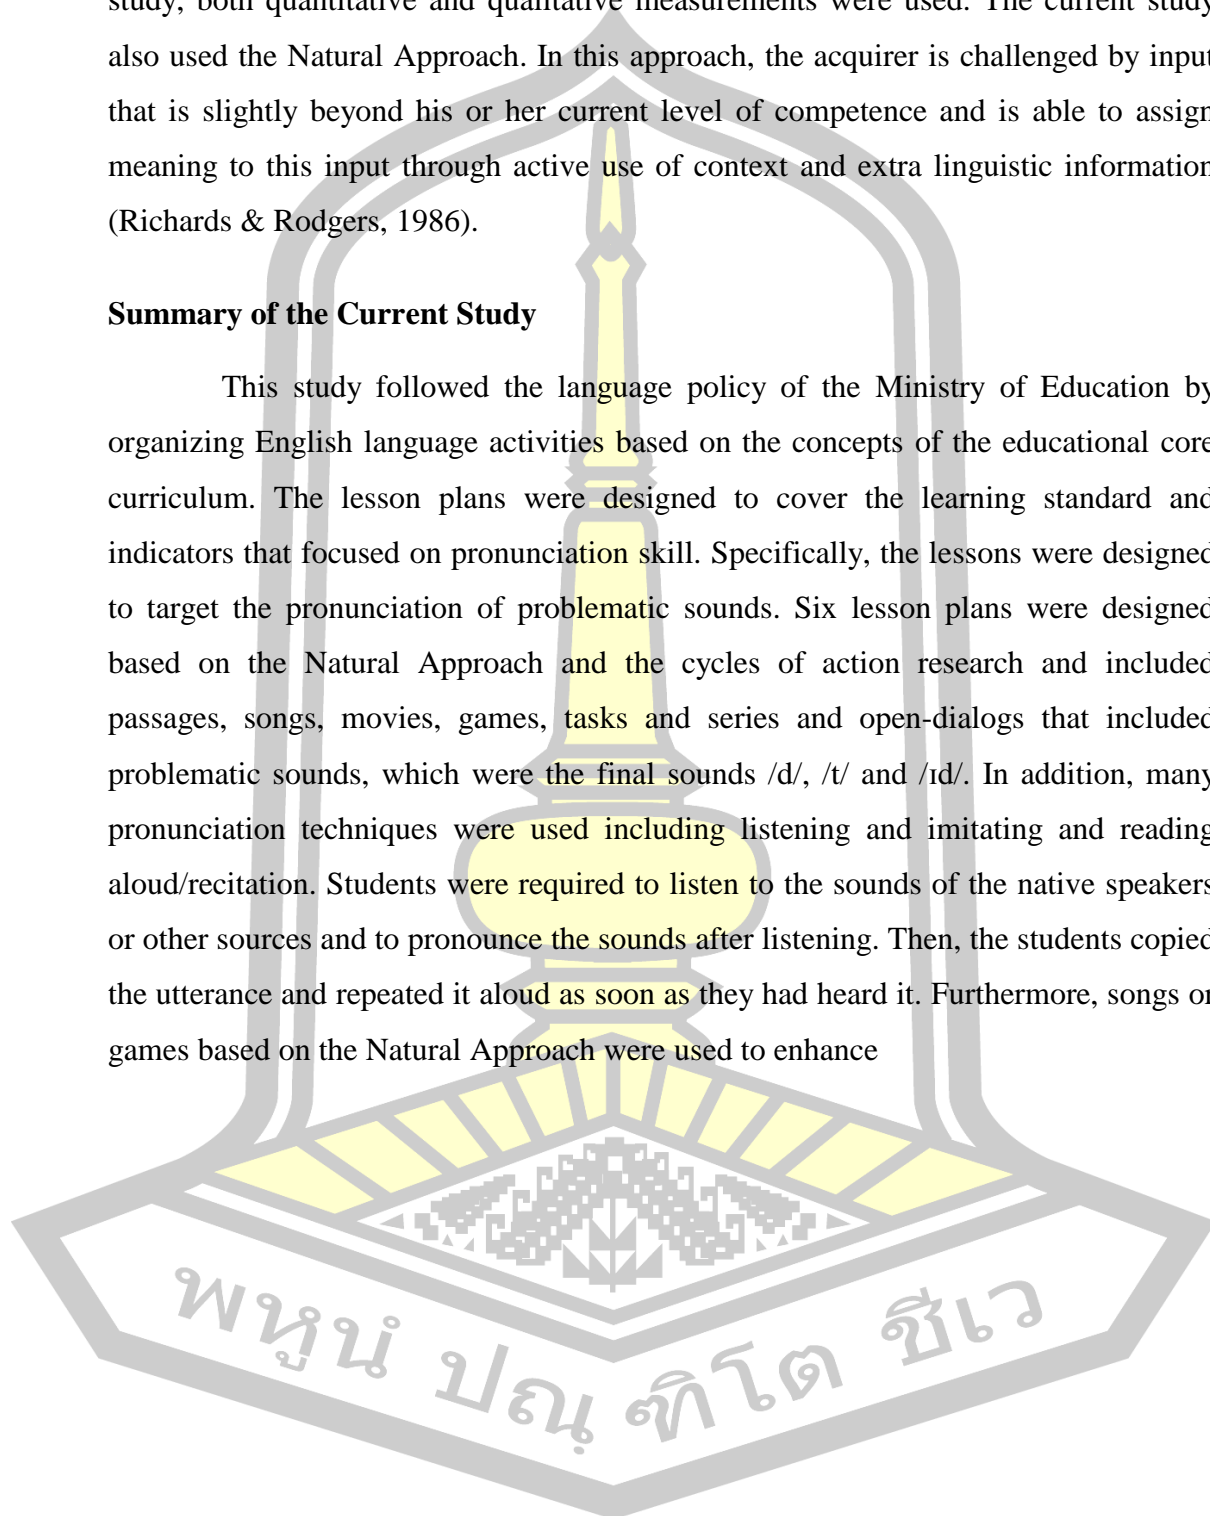 study, both quantitative and qualitative measurements were used. The current study
also used the Natural Approach. In this approach, the acquirer is challenged by input
that is slightly beyond his or her current level of competence and is able to assign
meaning to this input through active use of context and extra linguistic information
(Richards & Rodgers, 1986).
Summary of the Current Study
This study followed the language policy of the Ministry of Education by
organizing English language activities based on the concepts of the educational core
curriculum. The lesson plans were designed to cover the learning standard and
indicators that focused on pronunciation skill. Specifically, the lessons were designed
to target the pronunciation of problematic sounds. Six lesson plans were designed
based on the Natural Approach and the cycles of action research and included
passages, songs, movies, games, tasks and series and open-dialogs that included
problematic sounds, which were the final sounds /d/, /t/ and /ɪd/. In addition, many
pronunciation techniques were used including listening and imitating and reading
aloud/recitation. Students were required to listen to the sounds of the native speakers
or other sources and to pronounce the sounds after listening. Then, the students copied
the utterance and repeated it aloud as soon as they had heard it. Furthermore, songs or
games based on the Natural Approach were used to enhance
พหูนํ ปณฺฑิโต ชีเว